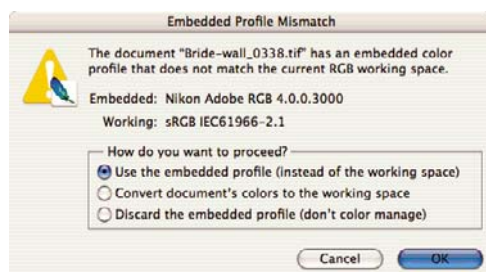 Embedded Profile Mismatch
The document "Bride-wall_0338.tif" has an embedded color
profile that does not match the current RGB working space.
Embedded: Nikon Adobe RGB 4.0.0.3000
Working: sRGB IEC61966-2.1
How do you want to proceed?
Use the embedded profile (instead of the working space)
Convert document's colors to the working space
Discard the embedded profile (don't color manage)
Cancel OK